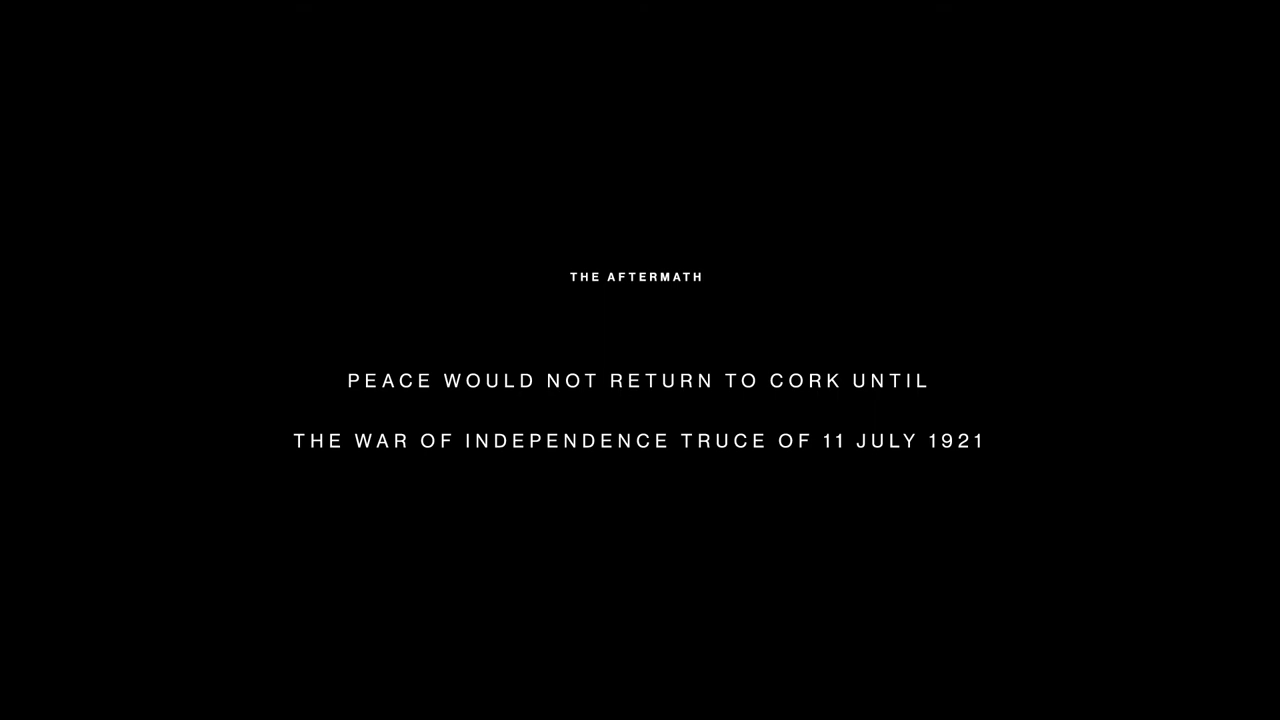 THE AFTERMATH
PEACE WOULD NOT RETURN TO CORK UNTIL
THE WAR OF INDEPENDENCE TRUCE OF 11 JULY 1921